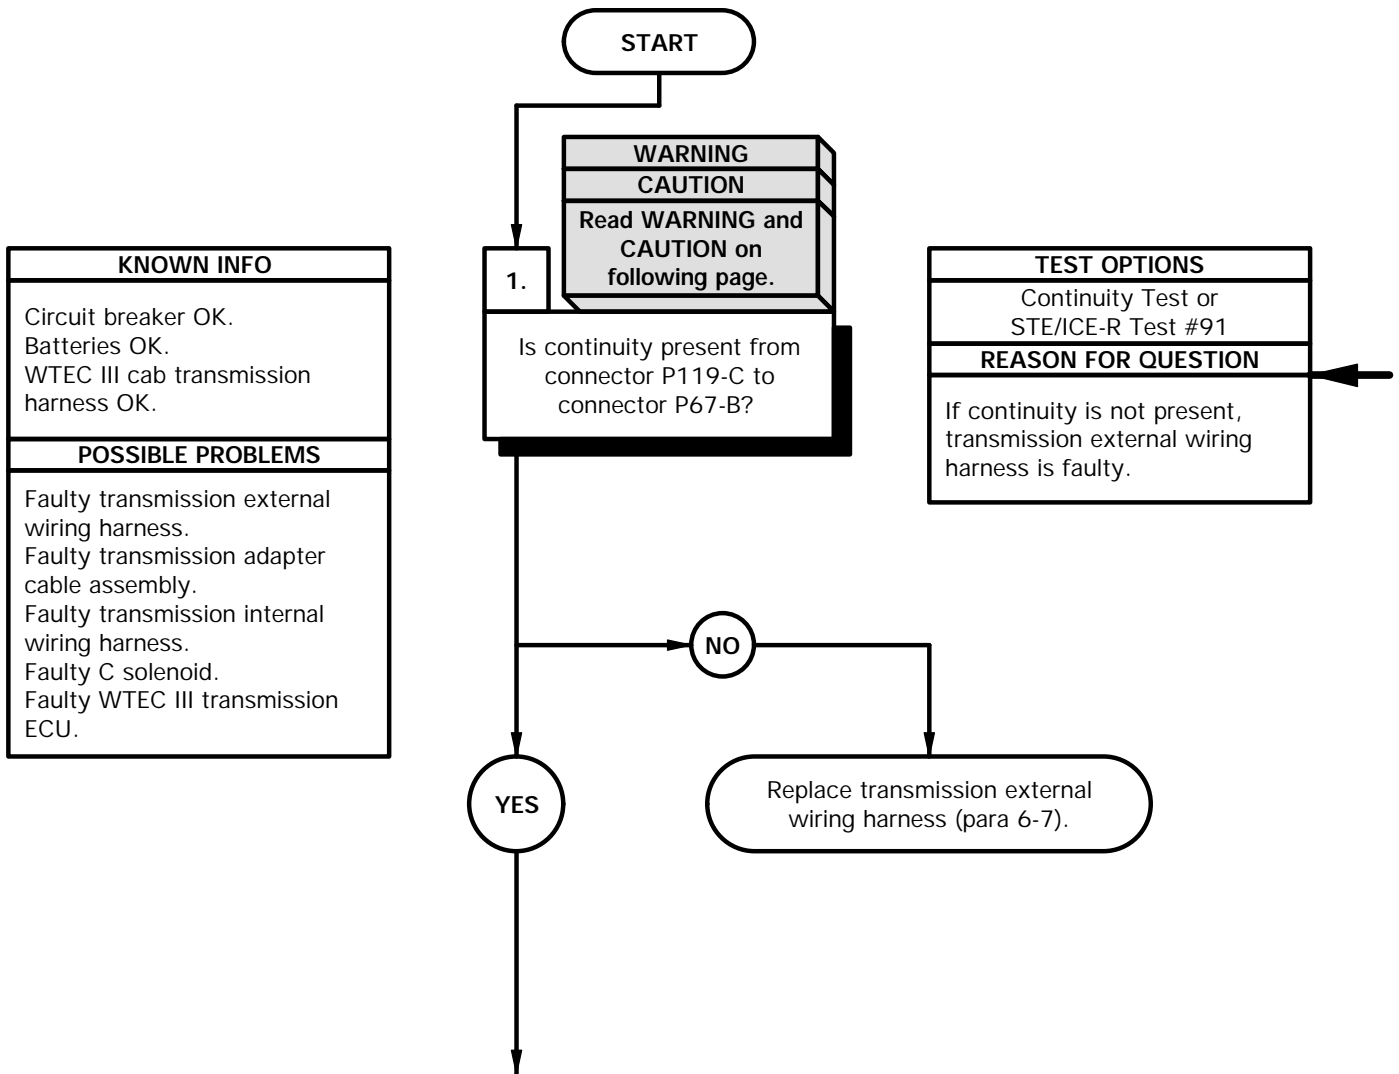 START
WARNING
CAUTION
Read WARNING and
CAUTION on
following page.
KNOWN INFO
Circuit breaker OK.
Batteries OK.
WTEC III cab transmission
harness OK.
POSSIBLE PROBLEMS
Faulty transmission external
wiring harness.
Faulty transmission adapter
cable assembly.
Faulty transmission internal
wiring harness.
Faulty C solenoid.
Faulty WTEC III transmission
ECU.
1.
Is continuity present from
connector P119-C to
connector P67-B?
TEST OPTIONS
Continuity Test or
STE/ICE-R Test #91
REASON FOR QUESTION
If continuity is not present,
transmission external wiring
harness is faulty.
NO
YES
Replace transmission external
wiring harness (para 6-7).